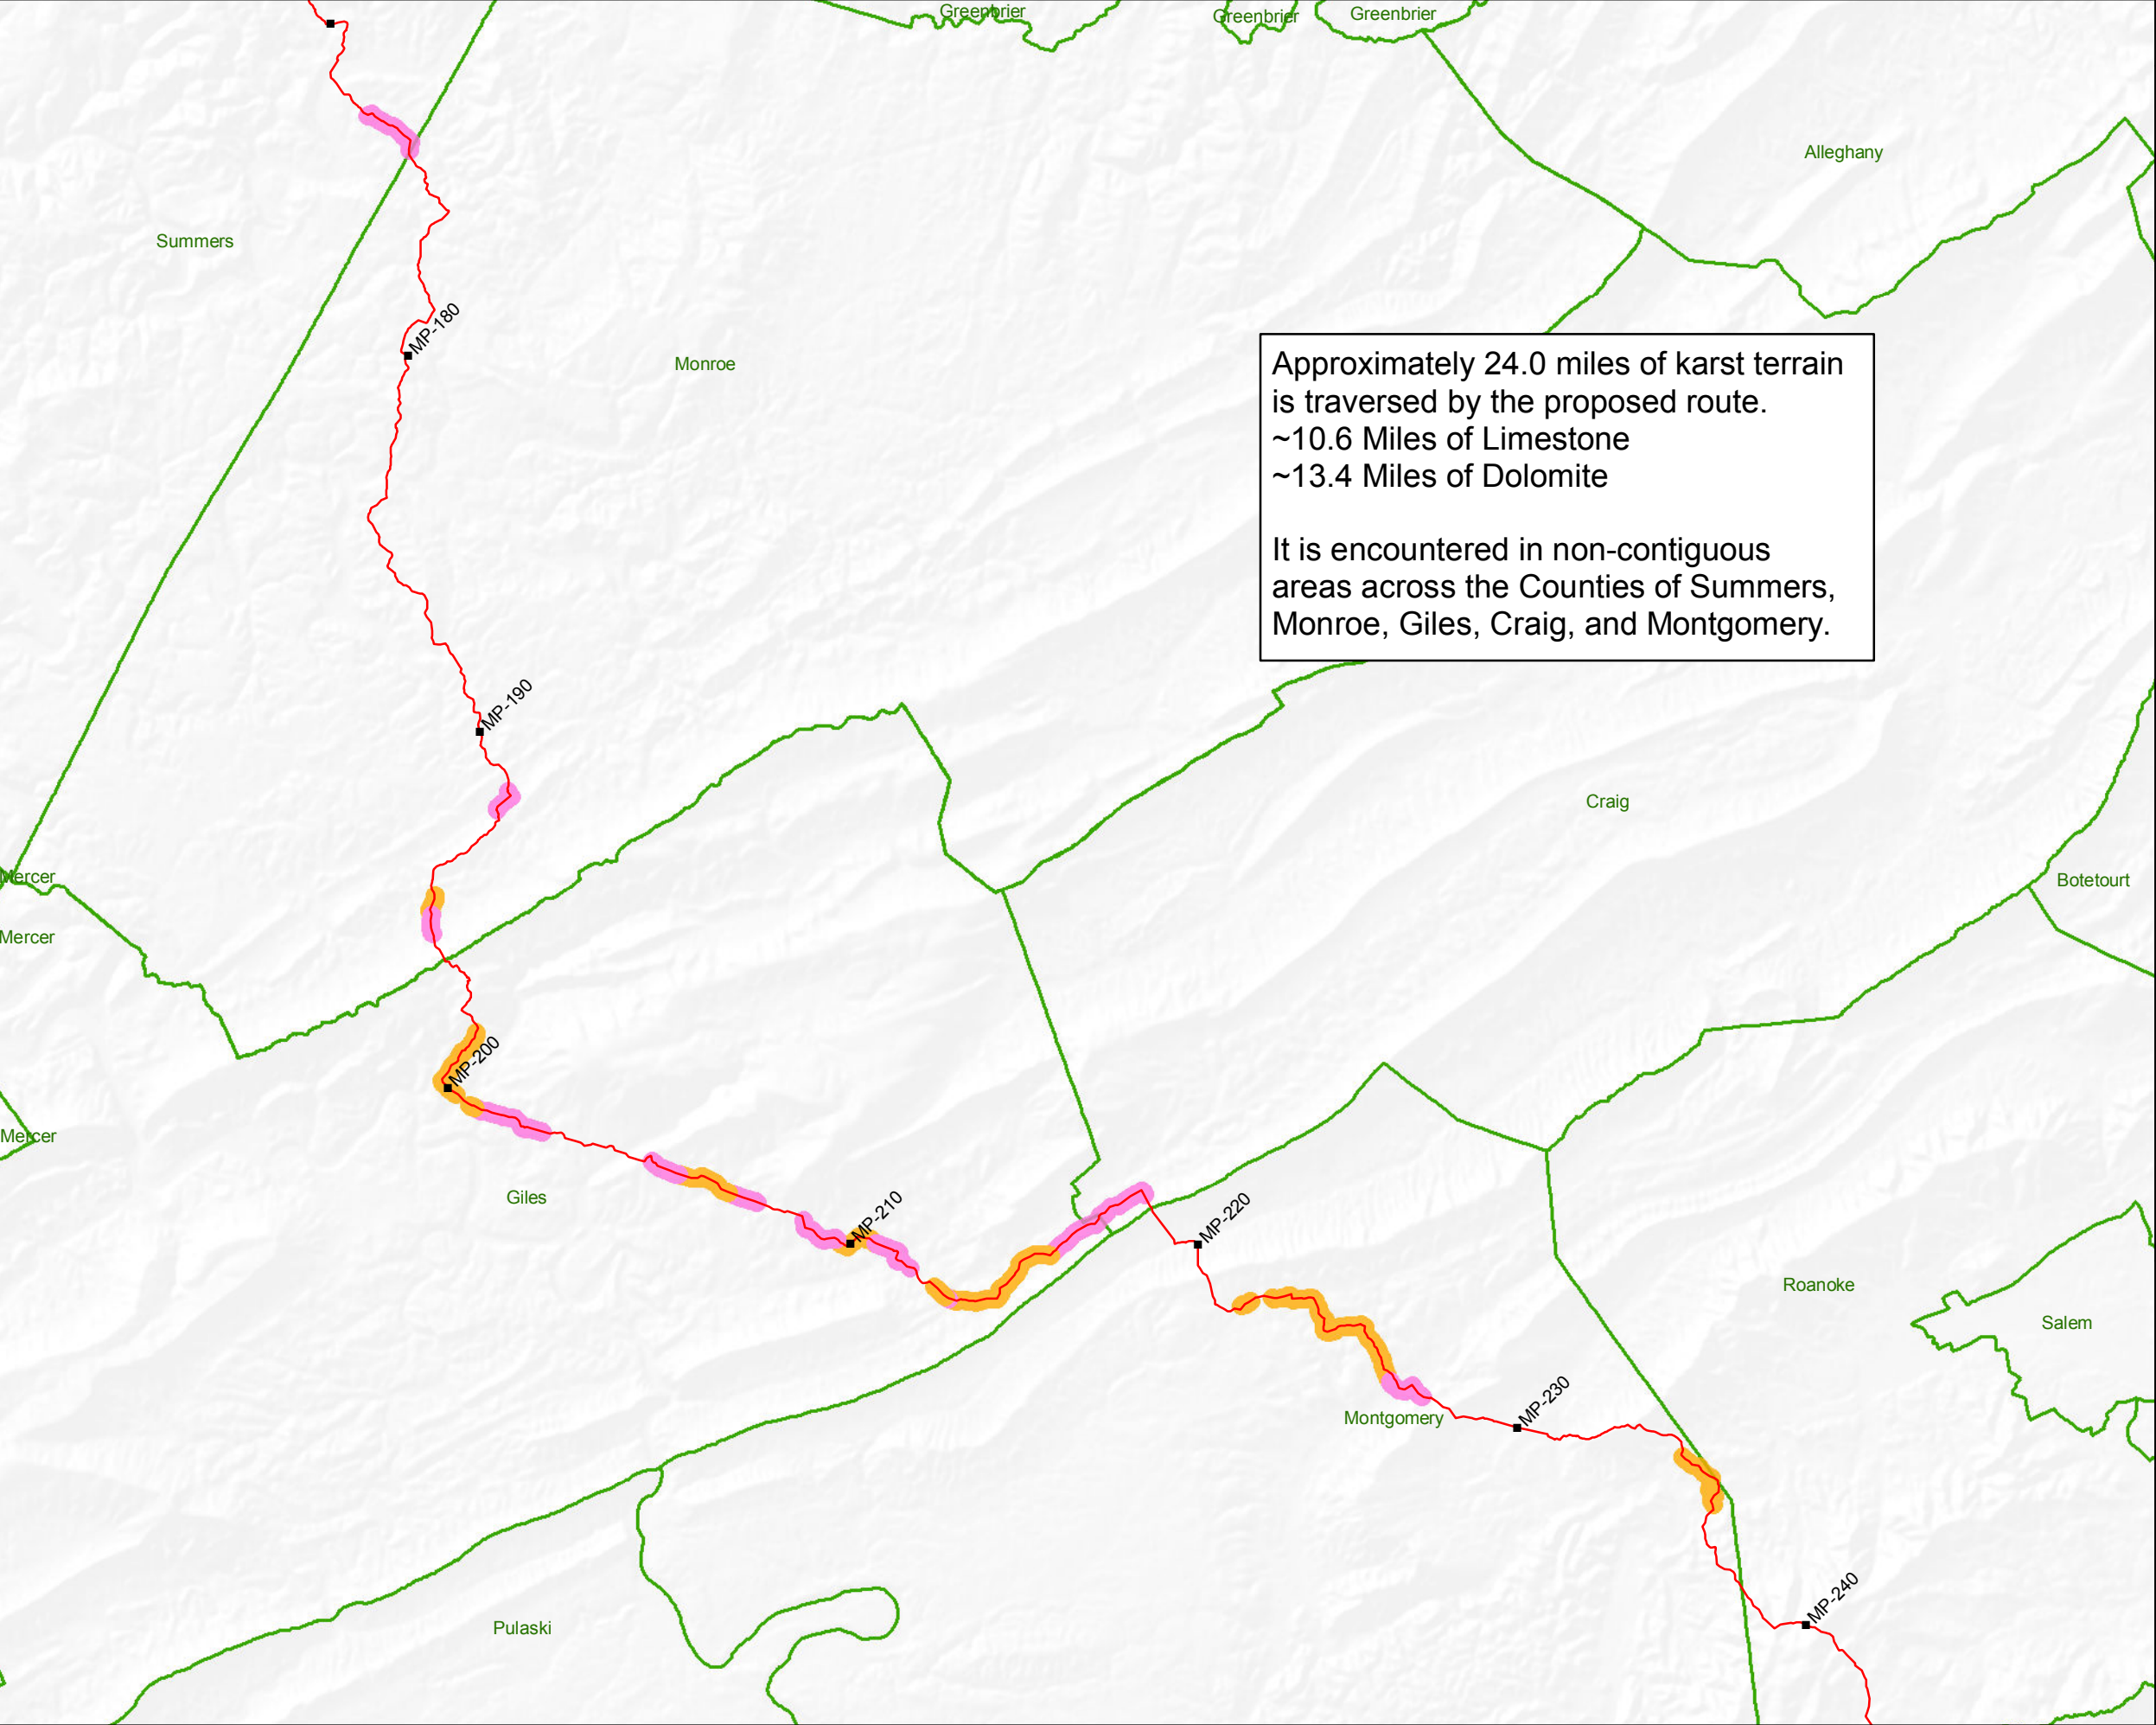 Greenbrier
Greenbrier
Greenbrier
Alleghany
Summers
MP-180
Monroe
Approximately 24.0 miles of karst terrain
is traversed by the proposed route.
~10.6 Miles of Limestone
~13.4 Miles of Dolomite
It is encountered in non-contiguous
areas across the Counties of Summers,
Monroe, Giles, Craig, and Montgomery.
MP-190
Craig
Mercer
Botetourt
Mercer
MP-200
Mercer
Giles
MP-210
MP-220
Roanoke
Salem
MP-230
Montgomery
MP-240
Pulaski